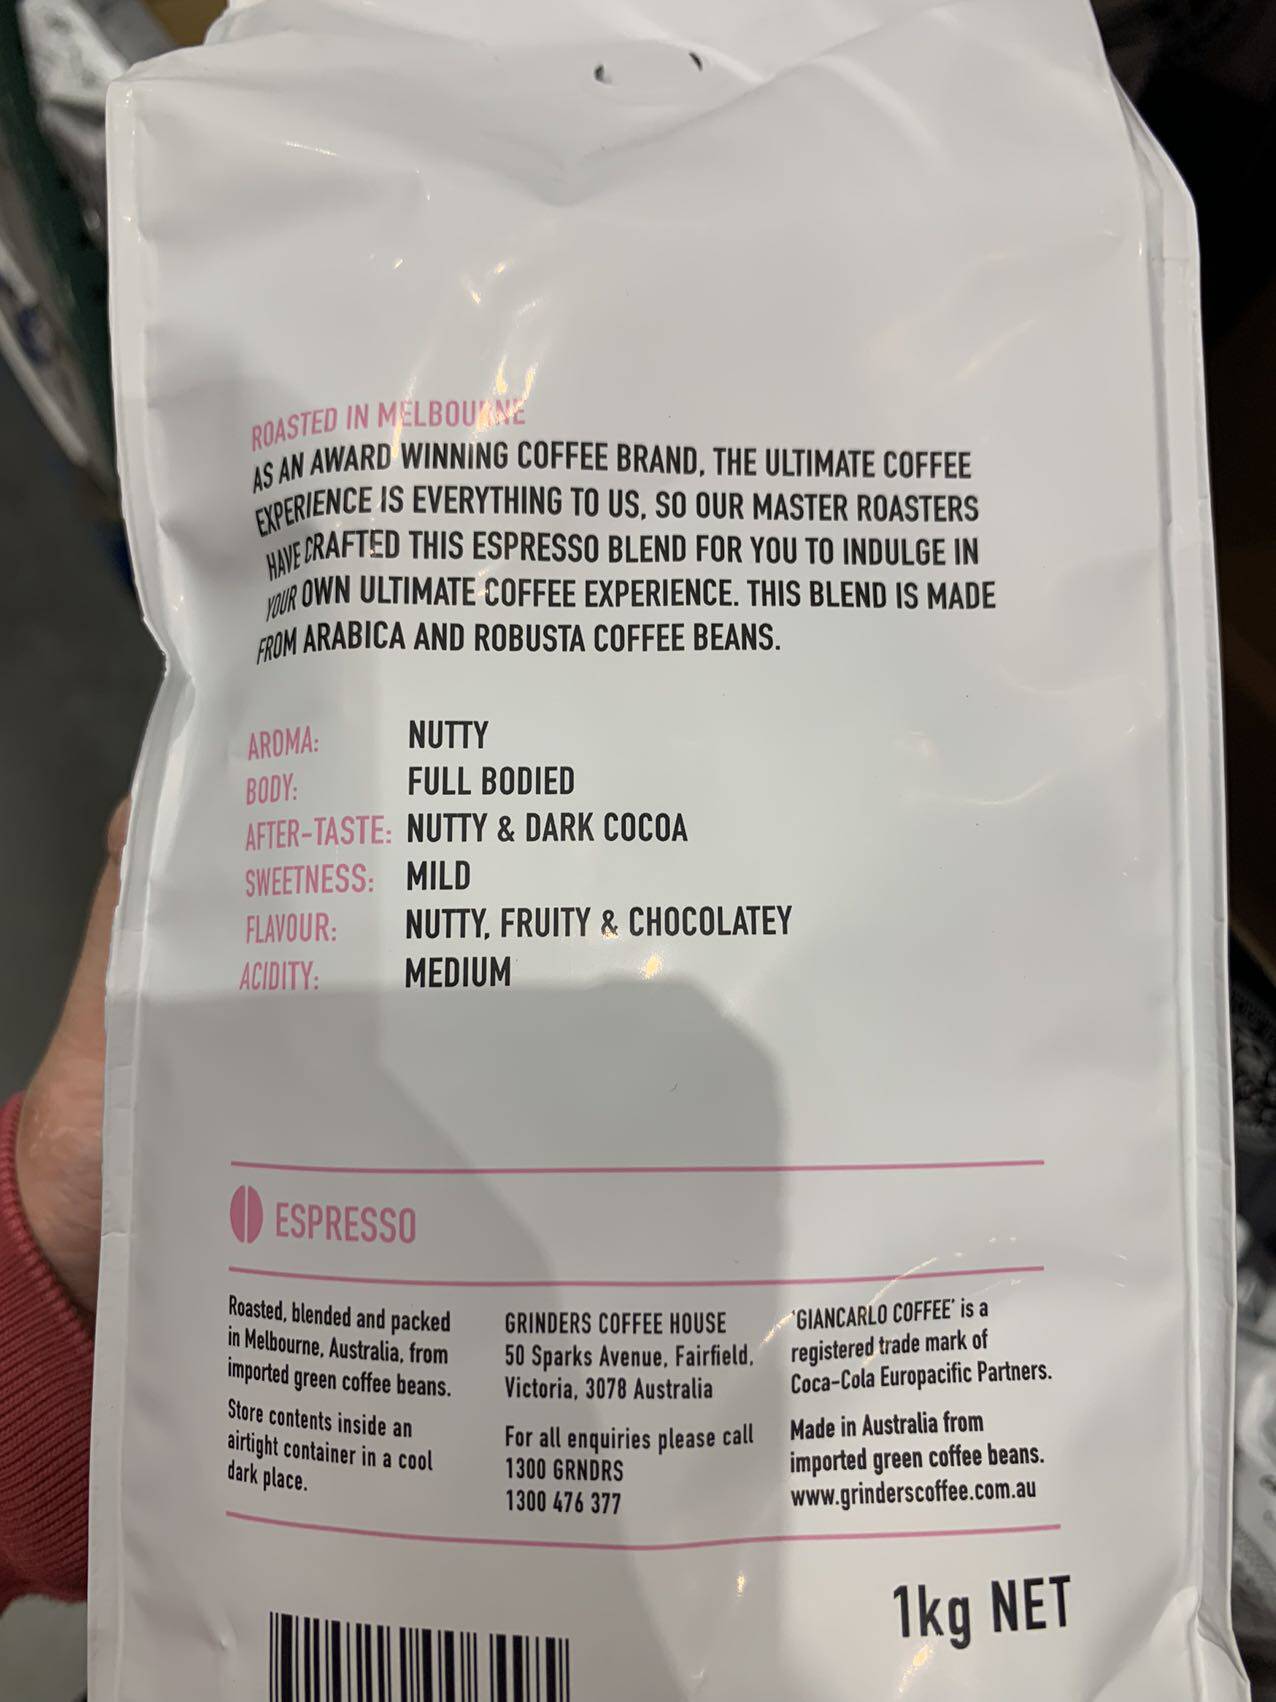 ROASTED IN MELBOURNE
AS AN AWARD WINNING COFFEE BRAND, THE ULTIMATE COFFEE
EXPERIENCE IS EVERYTHING TO US, SO OUR MASTER ROASTERS
HAVE CRAFTED THIS ESPRESSO BLEND FOR YOU TO INDULGE IN
YOUR OWN ULTIMATE COFFEE EXPERIENCE. THIS BLEND IS MADE
FROM ARABICA AND ROBUSTA COFFEE BEANS.
AROMA: NUTTY
BODY: FULL BODIED
AFTER-TASTE: NUTTY & DARK COCOA
SWEETNESS: MILD
FLAVOUR: NUTTY, FRUITY & CHOCOLATEY
ACIDITY: MEDIUM
ESPRESSO
Roasted, blended and packed
in Melbourne, Australia, from
imported green coffee beans.
Store contents inside an
airtight container in a cool
dark place.
GRINDERS COFFEE HOUSE
50 Sparks Avenue, Fairfield,
Victoria, 3078 Australia
For all enquiries please call
1300 GRNDRS
1300 476 377
'GIANCARLO COFFEE' is a
registered trade mark of
Coca-Cola Europacific Partners.
Made in Australia from
imported green coffee beans.
www.grinderscoffee.com.au
1kg NET